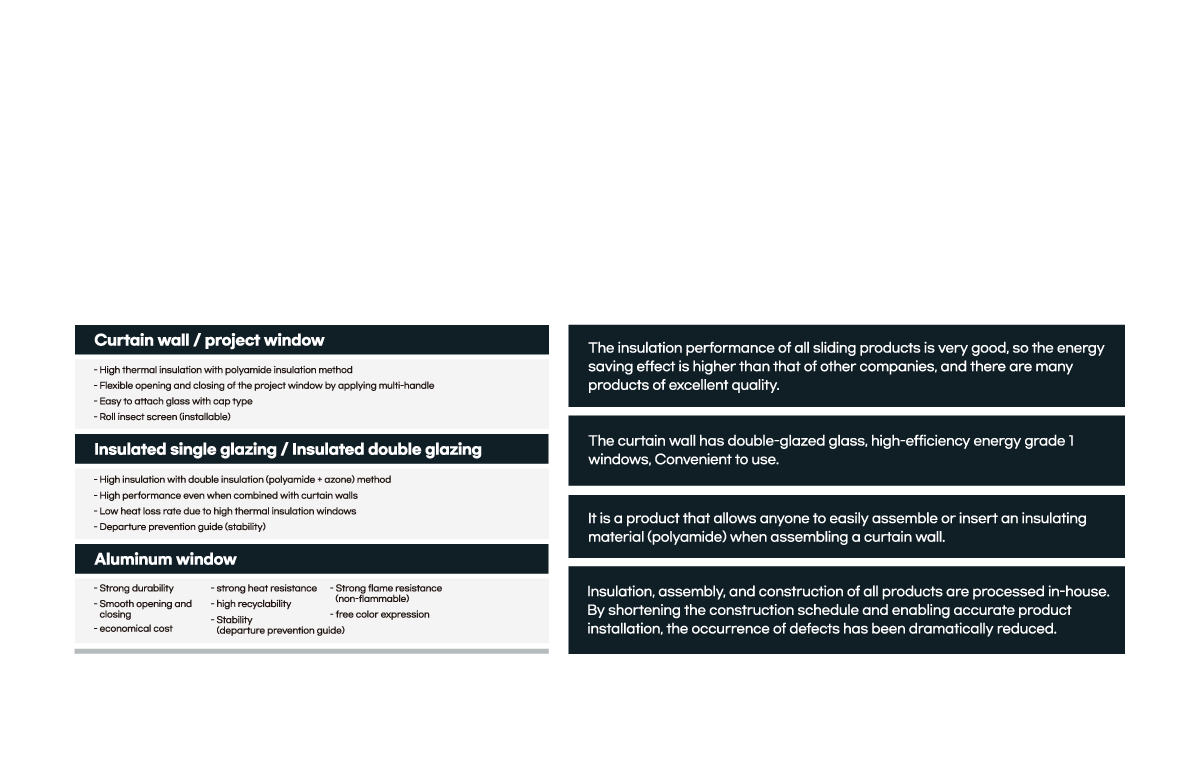 Curtain wall / project window
- High thermal insulation with polyamide insulation method
- Flexible opening and closing of the project window by applying multi-handle
- Easy to attach glass with cap type
- Roll insect screen (installable)
Insulated single glazing / Insulated double glazing
- High insulation with double insulation (polyamide + azone) method
- High performance even when combined with curtain walls
- Low heat loss rate due to high thermal insulation windows
- Departure prevention guide (stability)
Aluminum window
- Strong durability
- Smooth opening and
closing
- economical cost
- strong heat resistance
- high recyclability
- Stability
(departure prevention guide)
- Strong flame resistance
(non-flammable)
- free color expression
The insulation performance of all sliding products is very good, so the energy
saving effect is higher than that of other companies, and there are many
products of excellent quality.
The curtain wall has double-glazed glass, high-efficiency energy grade 1
windows, Convenient to use.
It is a product that allows anyone to easily assemble or insert an insulating
material (polyamide) when assembling a curtain wall.
Insulation, assembly, and construction of all products are processed in-house.
By shortening the construction schedule and enabling accurate product
installation, the occurrence of defects has been dramatically reduced.